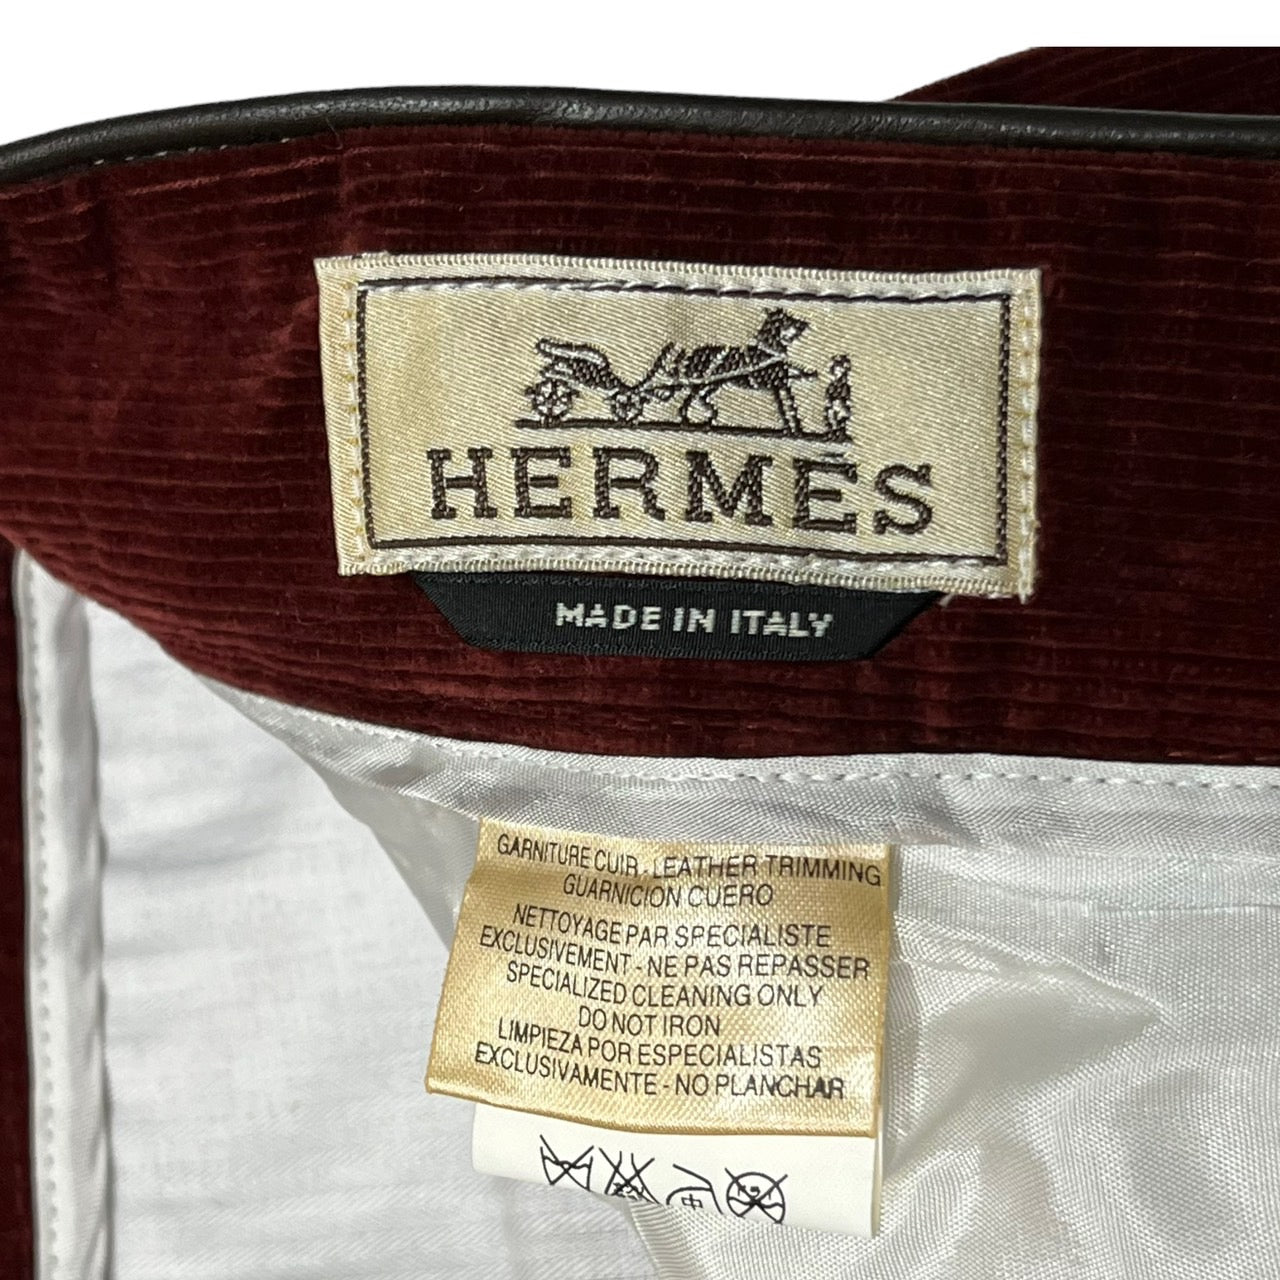 HERMES
MADE IN ITALY
GARNITURE CUIR - LEATHER TRIMMING
GUARNICION CUERO
NETTOYAGE PAR SPECIALISTE
EXCLUSIVEMENT - NE PAS REPASSER
SPECIALIZED CLEANING ONLY
DO NOT IRON
LIMPIEZA POR ESPECIALISTAS
EXCLUSIVAMENTE - NO PLANCHAR